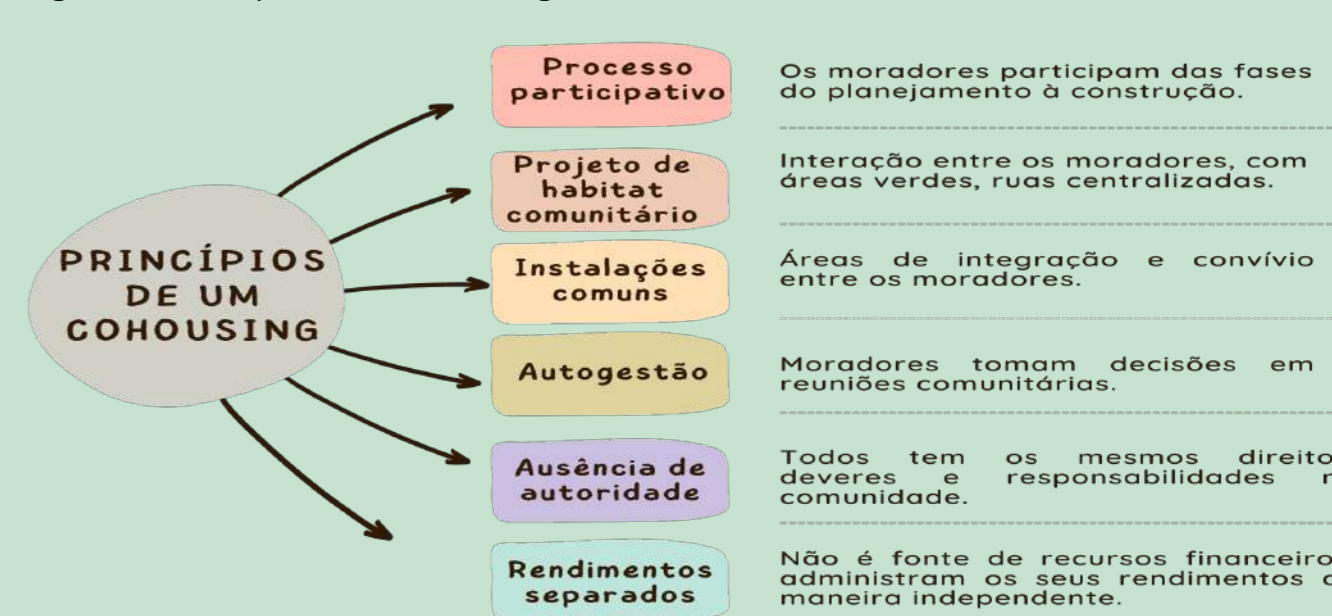 PRINCÍPIOS
DE UM
COHOUSING
Processo
participativo
Os moradores participam das fases
do planejamento à construção.
Projeto de
habitat
comunitário
Interação entre os moradores, com
áreas verdes, ruas centralizadas.
Instalações
comuns
Áreas de integração e convívio
entre os moradores.
Autogestão
Moradores tomam decisões em
reuniões comunitárias.
Ausência de
autoridade
Todos tem os mesmos
deveres e responsabilidades
comunidade.
Rendimentos
separados
Não é fonte de recursos
administram os seus rendimentos
maneira independente.